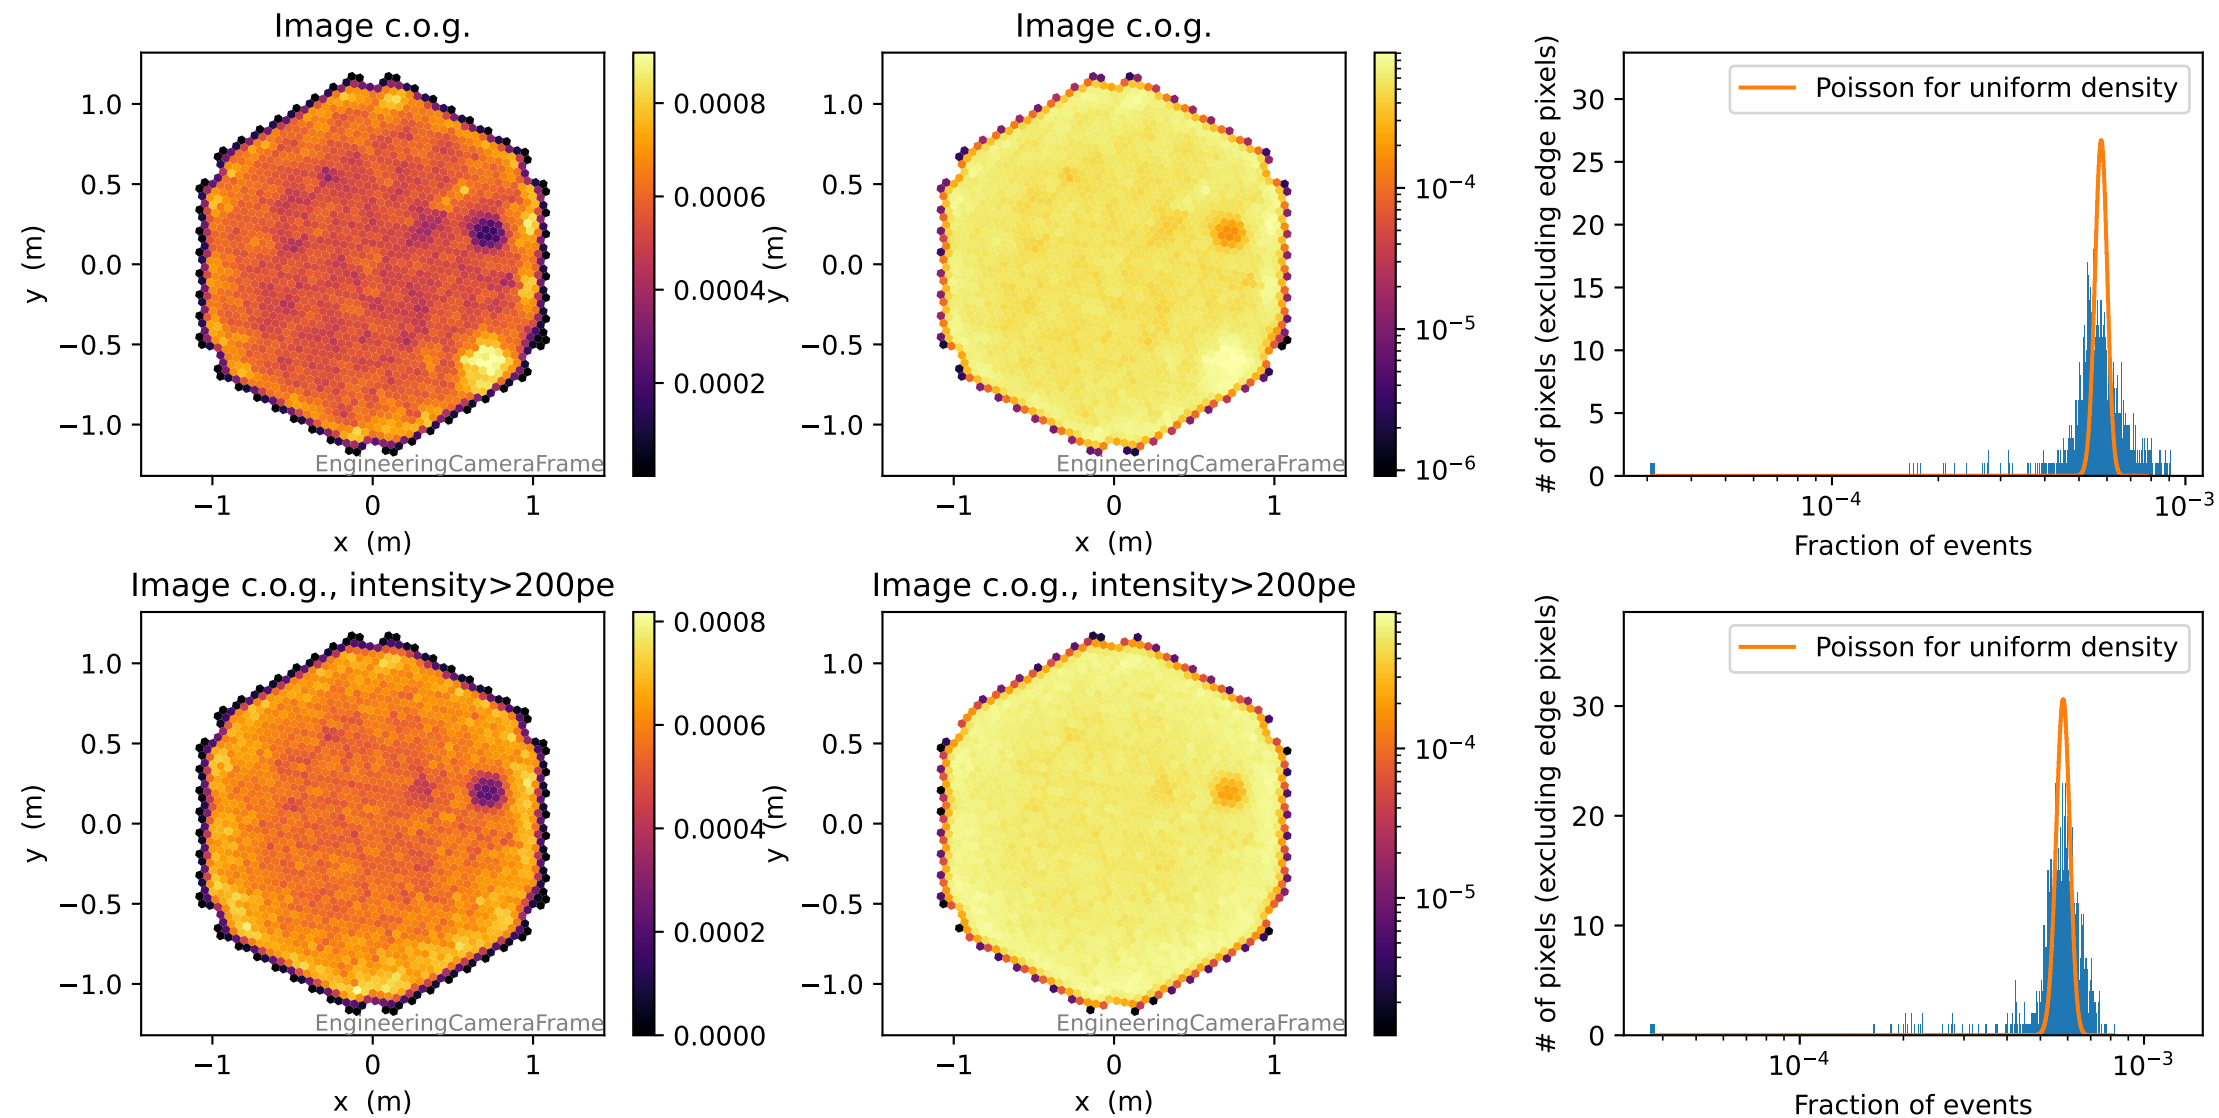 Image c.o.g.
1.0
0.5
0.0
−0.5
−1.0
y (m)
−1
0
1
x (m)
EngineeringCameraFrame
0.0008
0.0006
0.0004
0.0002
Image c.o.g.
1.0
0.5
0.0
−0.5
−1.0
y (m)
−1
0
1
x (m)
EngineeringCameraFrame
10⁻⁴
10⁻⁵
10⁻⁶
# of pixels (excluding edge pixels)
30
25
20
15
10
5
0
Poisson for uniform density
10⁻⁴
10⁻³
Fraction of events
Image c.o.g., intensity>200pe
1.0
0.5
0.0
−0.5
−1.0
y (m)
−1
0
1
x (m)
EngineeringCameraFrame
0.0008
0.0006
0.0004
0.0002
0.0000
Image c.o.g., intensity>200pe
1.0
0.5
0.0
−0.5
−1.0
y (m)
−1
0
1
x (m)
EngineeringCameraFrame
10⁻⁴
10⁻⁵
# of pixels (excluding edge pixels)
30
20
10
0
Poisson for uniform density
10⁻⁴
10⁻³
Fraction of events